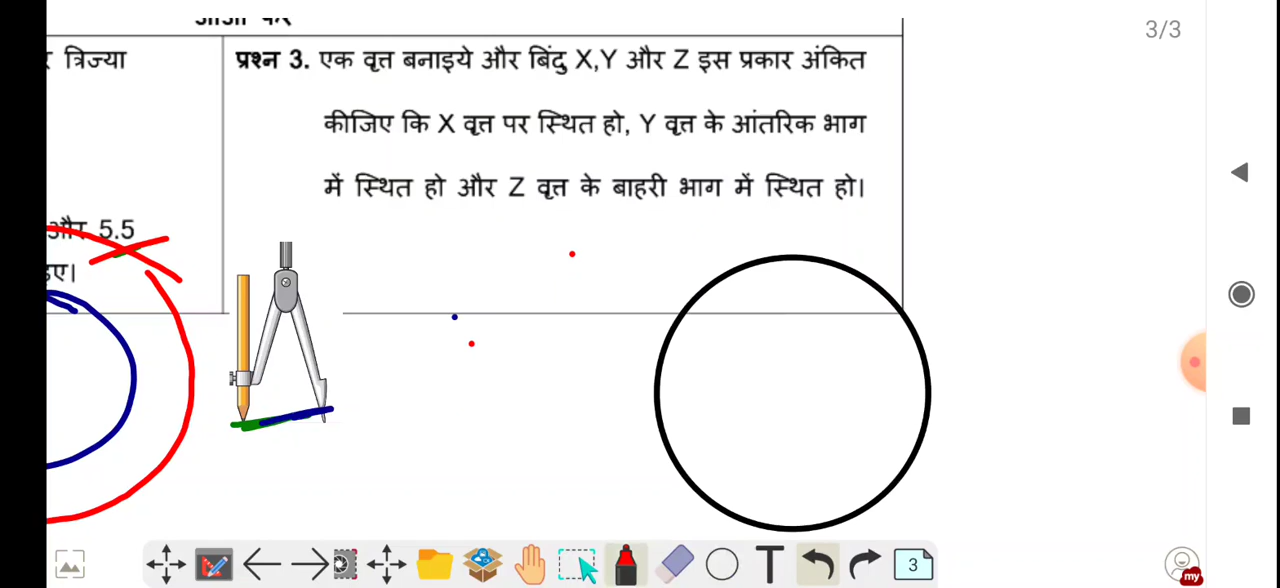 3/3
त्रिज्या
प्रश्न 3. एक वृत्त बनाइये और बिंदु X,Y और Z इस प्रकार अंकित
कीजिए कि X वृत्त पर स्थित हो, Y वृत्त के आंतरिक भाग
में स्थित हो और Z वृत्त के बाहरी भाग में स्थित हो।
और 5.5
T
3
my